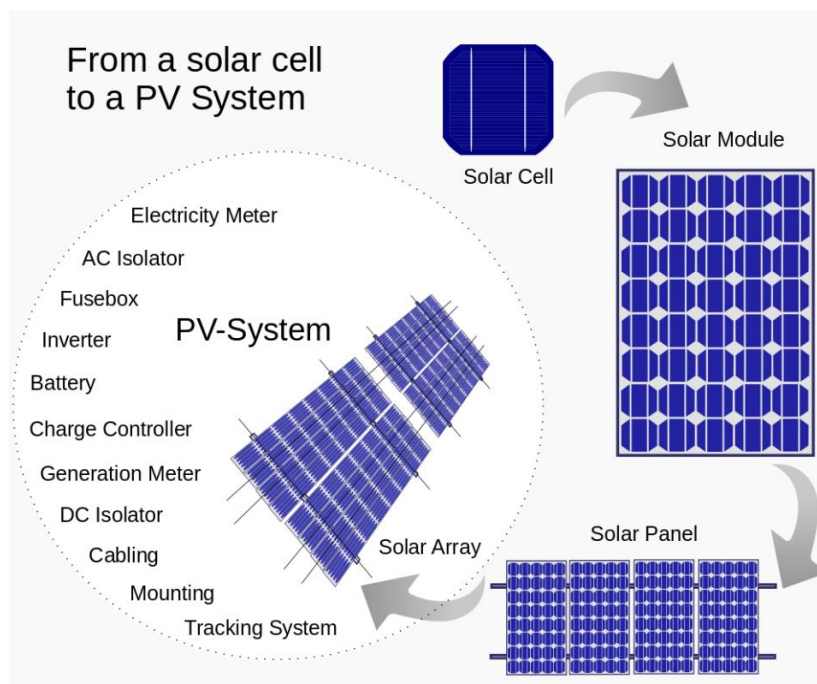 From a solar cell
to a PV System
Solar Cell
Solar Module
Electricity Meter
AC Isolator
Fusebox
Inverter
PV-System
Battery
Charge Controller
Generation Meter
DC Isolator
Cabling
Mounting
Tracking System
Solar Array
Solar Panel